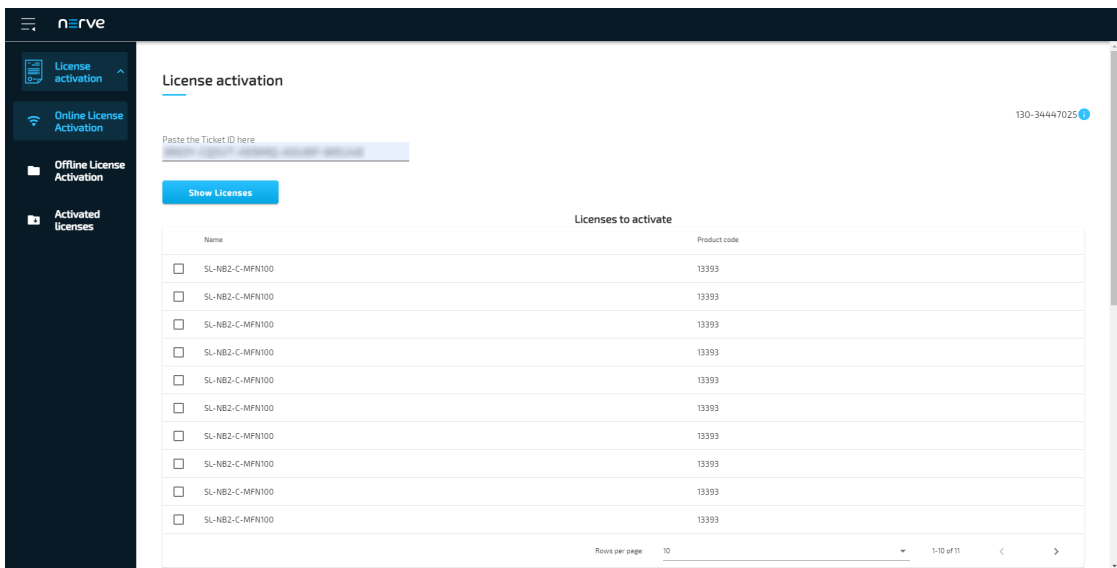 nerve
License
activation
Online License
Activation
Offline License
Activation
Activated
licenses
License activation
130-34447025
Paste the Ticket ID here
Show Licenses
Licenses to activate
Name Product code
SL-NB2-C-MFN100 13393
SL-NB2-C-MFN100 13393
SL-NB2-C-MFN100 13393
SL-NB2-C-MFN100 13393
SL-NB2-C-MFN100 13393
SL-NB2-C-MFN100 13393
SL-NB2-C-MFN100 13393
SL-NB2-C-MFN100 13393
SL-NB2-C-MFN100 13393
SL-NB2-C-MFN100 13393
Rows per page: 10 1-10 of 11